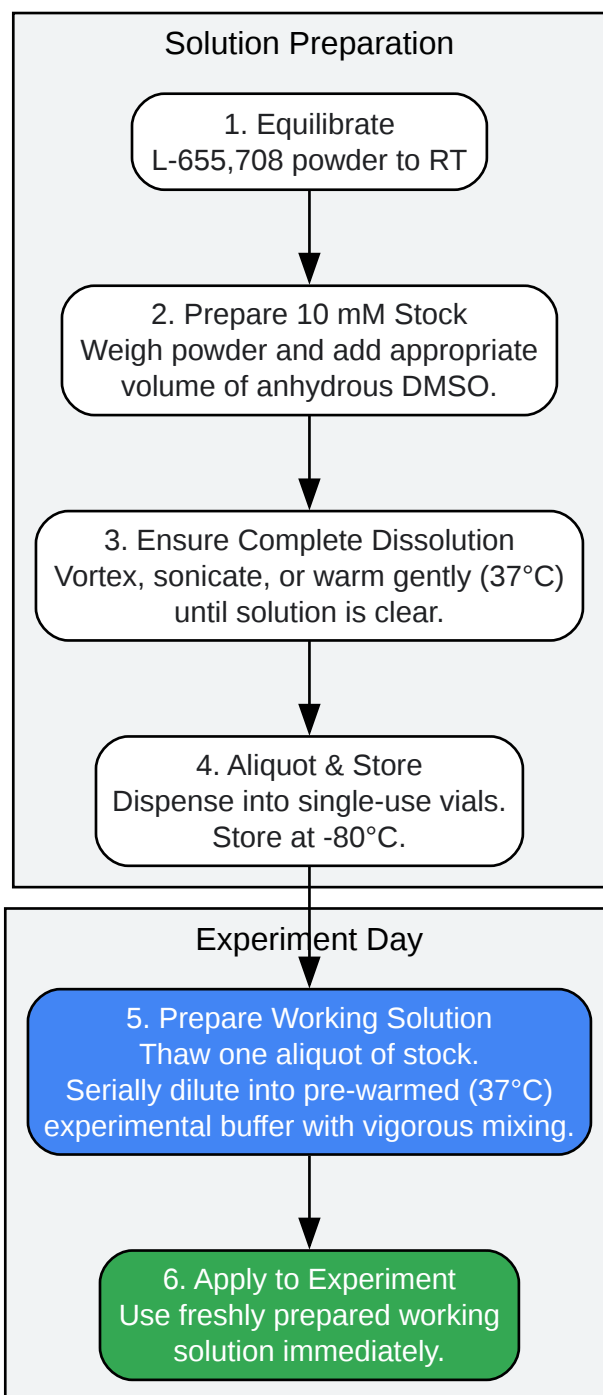 Solution Preparation
1. Equilibrate
L-655,708 powder to RT
2. Prepare 10 mM Stock
Weigh powder and add appropriate
volume of anhydrous DMSO.
3. Ensure Complete Dissolution
Vortex, sonicate, or warm gently (37°C)
until solution is clear.
4. Aliquot & Store
Dispense into single-use vials.
Store at -80°C.
Experiment Day
5. Prepare Working Solution
Thaw one aliquot of stock.
Serially dilute into pre-warmed (37°C)
experimental buffer with vigorous mixing.
6. Apply to Experiment
Use freshly prepared working
solution immediately.